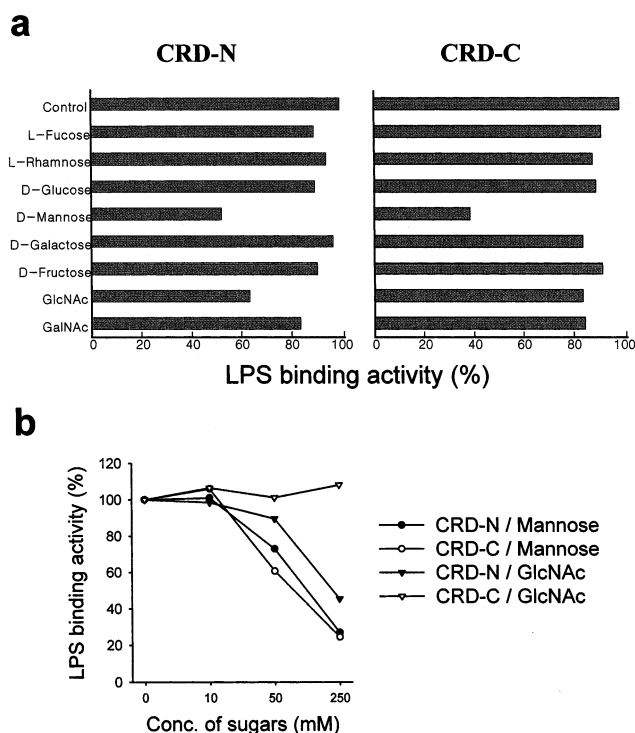 a
CRD-N
CRD-C
Control
L-Fucose
L-Rhamnose
D-Glucose
D-Mannose
D-Galactose
D-Fructose
GlcNAc
GalNAc
0 20 40 60 80 100
0 20 40 60 80 100
LPS binding activity (%)
b
LPS binding activity (%)
120
100
80
60
40
20
0
0 10 50 250
Conc. of sugars (mM)
CRD-N / Mannose
CRD-C / Mannose
CRD-N / GlcNAc
CRD-C / GlcNAc